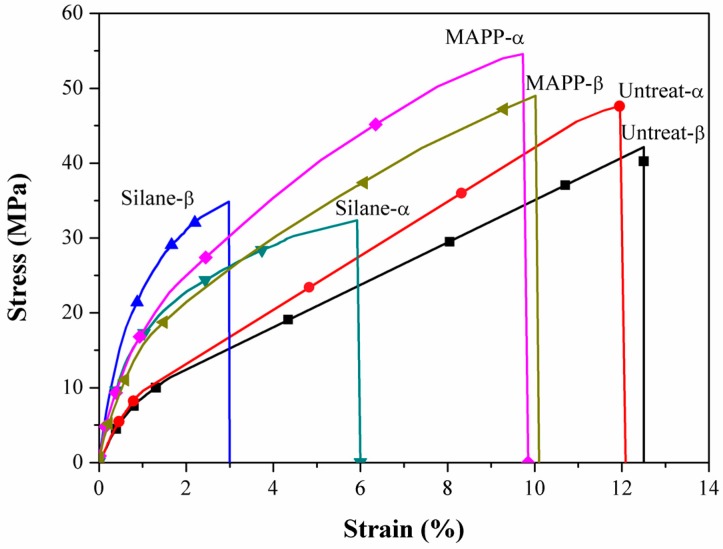 60
50
40
30
20
10
0
Stress (MPa)
MAPP-α
MAPP-β
Untreat-α
Untreat-β
Silane-β
Silane-α
0 2 4 6 8 10 12 14
Strain (%)